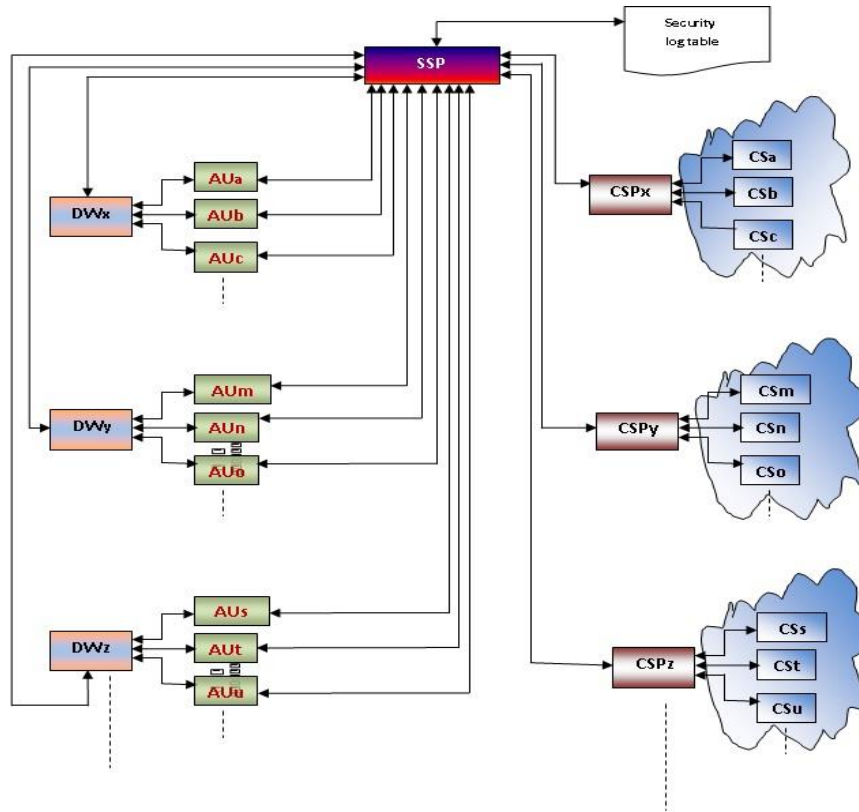 Security
log table
SSP
AUa
DWx
AUb
AUc
CSPx
CSa
CSb
CSc
AUm
DWy
AUn
AUo
CSPy
CSm
CSn
CSo
AUs
DWz
AUt
AUu
CSPz
CSs
CSt
CSu